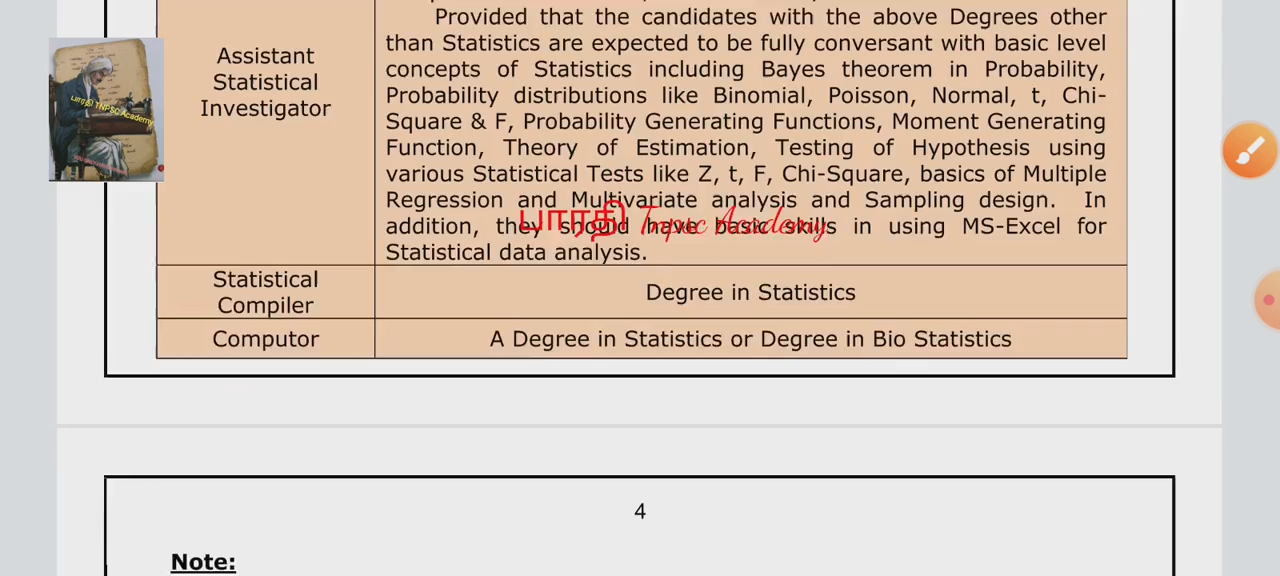 Provided that the candidates with the above Degrees other
than Statistics are expected to be fully conversant with basic level
concepts of Statistics including Bayes theorem in Probability,
Probability distributions like Binomial, Poisson, Normal, t, Chi-
Square & F, Probability Generating Functions, Moment Generating
Function, Theory of Estimation, Testing of Hypothesis using
various Statistical Tests like Z, t, F, Chi-Square, basics of Multiple
Regression and Multivariate analysis and Sampling design. In
addition, they should have basic skills in using MS-Excel for
Statistical data analysis.
Assistant
Statistical
Investigator
பாரதி TNPSC Academy
பாரதி Tnpsc Academy
Statistical
Compiler
Degree in Statistics
Computor
A Degree in Statistics or Degree in Bio Statistics
4
Note: